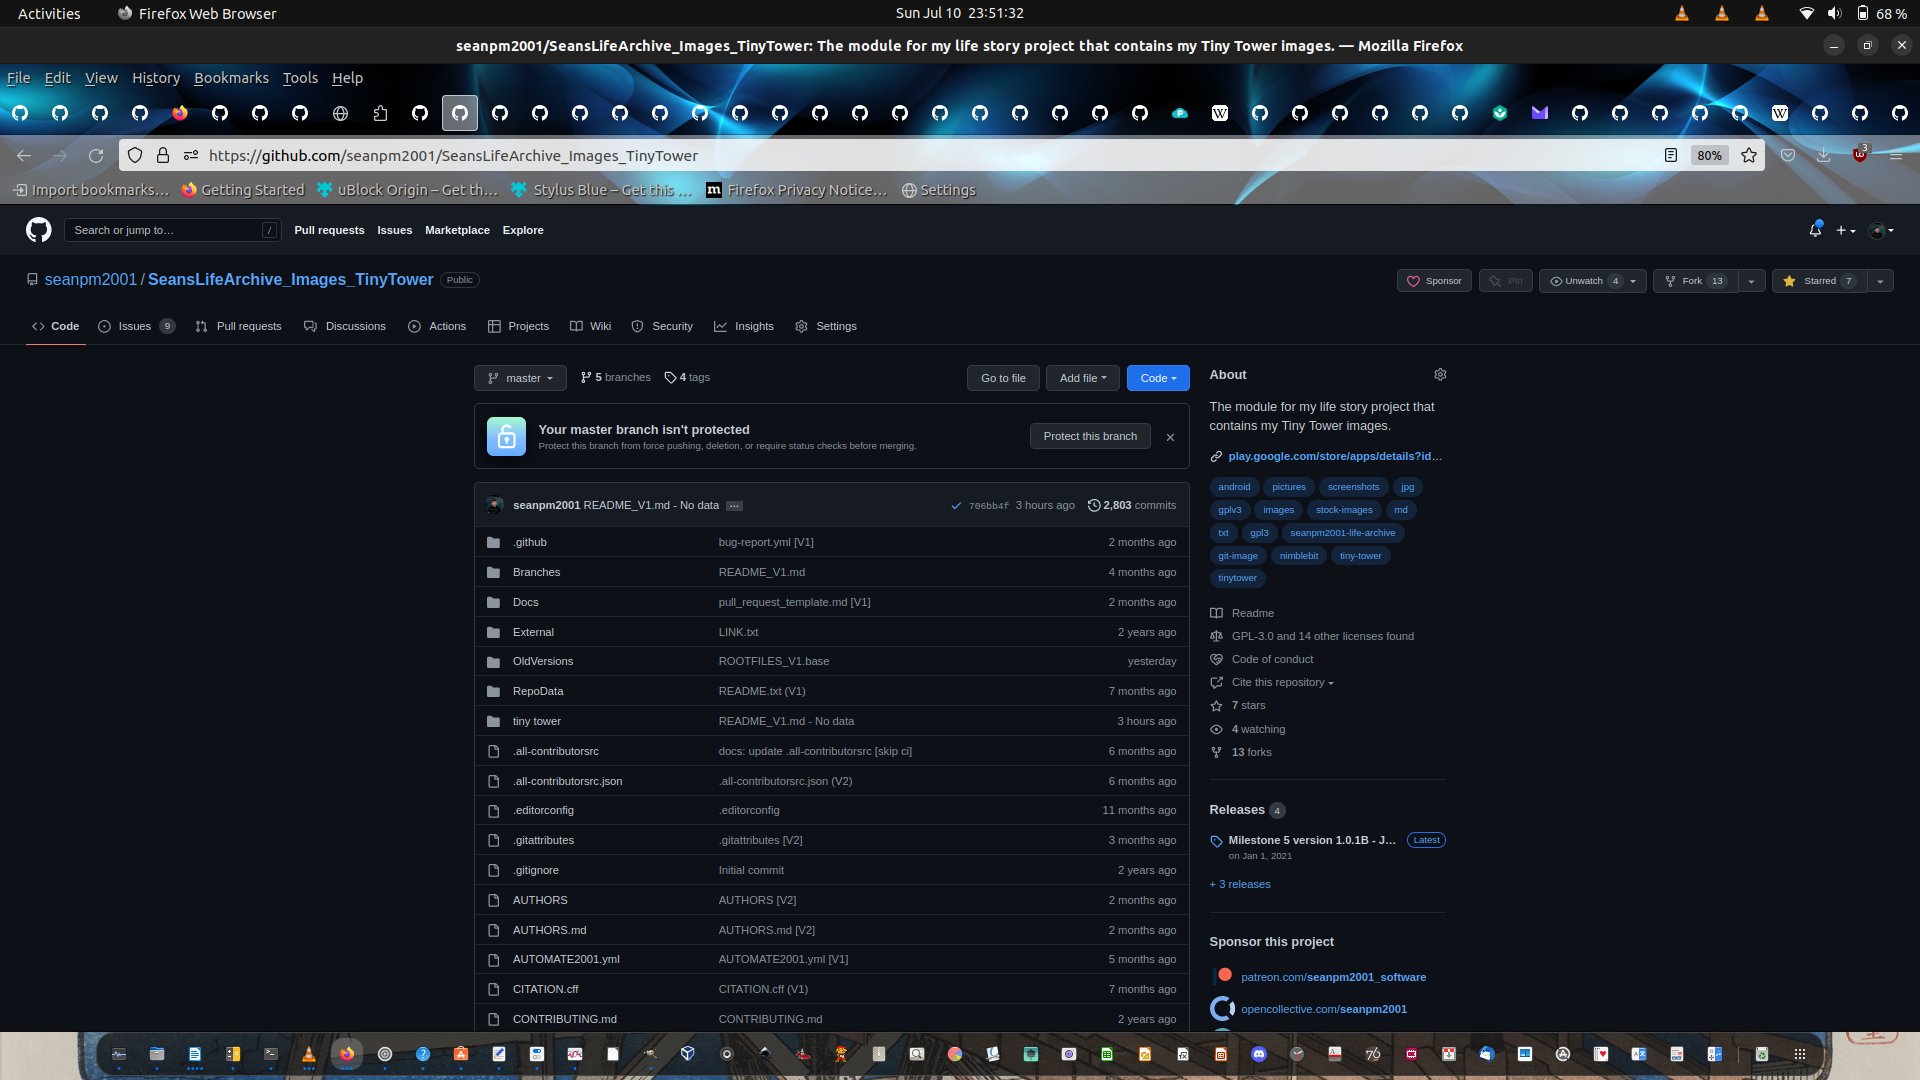 Activities Firefox Web Browser Sun Jul 10 23:51:32 68 %
seanpm2001/SeansLifeArchive_Images_TinyTower: The module for my life story project that contains my Tiny Tower images. — Mozilla Firefox
File Edit View History Bookmarks Tools Help
https://github.com/seanpm2001/SeansLifeArchive_Images_TinyTower 80% 3
Import bookmarks… Getting Started uBlock Origin – Get th… Stylus Blue – Get this … Firefox Privacy Notice… Settings
Search or jump to… / Pull requests Issues Marketplace Explore
seanpm2001 / SeansLifeArchive_Images_TinyTower Public Sponsor Pin Unwatch 4 Fork 13 Starred 7
Code Issues 9 Pull requests Discussions Actions Projects Wiki Security Insights Settings
master 5 branches 4 tags Go to file Add file Code
Your master branch isn't protected
Protect this branch from force pushing, deletion, or require status checks before merging.
Protect this branch
seanpm2001 README_V1.md - No data … 706bb4f 3 hours ago 2,803 commits
.github bug-report.yml [V1] 2 months ago
Branches README_V1.md 4 months ago
Docs pull_request_template.md [V1] 2 months ago
External LINK.txt 2 years ago
OldVersions ROOTFILES_V1.base yesterday
RepoData README.txt (V1) 7 months ago
tiny tower README_V1.md - No data 3 hours ago
.all-contributorsrc docs: update .all-contributorsrc [skip ci] 6 months ago
.all-contributorsrc.json .all-contributorsrc.json (V2) 6 months ago
.editorconfig .editorconfig 11 months ago
.gitattributes .gitattributes [V2] 3 months ago
.gitignore Initial commit 2 years ago
AUTHORS AUTHORS [V2] 2 months ago
AUTHORS.md AUTHORS.md [V2] 2 months ago
AUTOMATE2001.yml AUTOMATE2001.yml [V1] 5 months ago
CITATION.cff CITATION.cff (V1) 7 months ago
CONTRIBUTING.md CONTRIBUTING.md 2 years ago
About
The module for my life story project that
contains my Tiny Tower images.
play.google.com/store/apps/details?id…
android pictures screenshots jpg
gplv3 images stock-images md
txt gpl3 seanpm2001-life-archive
git-image nimblebit tiny-tower
tinytower
Readme
GPL-3.0 and 14 other licenses found
Code of conduct
Cite this repository
7 stars
4 watching
13 forks
Releases 4
Milestone 5 version 1.0.1B - J… Latest
on Jan 1, 2021
+ 3 releases
Sponsor this project
patreon.com/seanpm2001_software
opencollective.com/seanpm2001